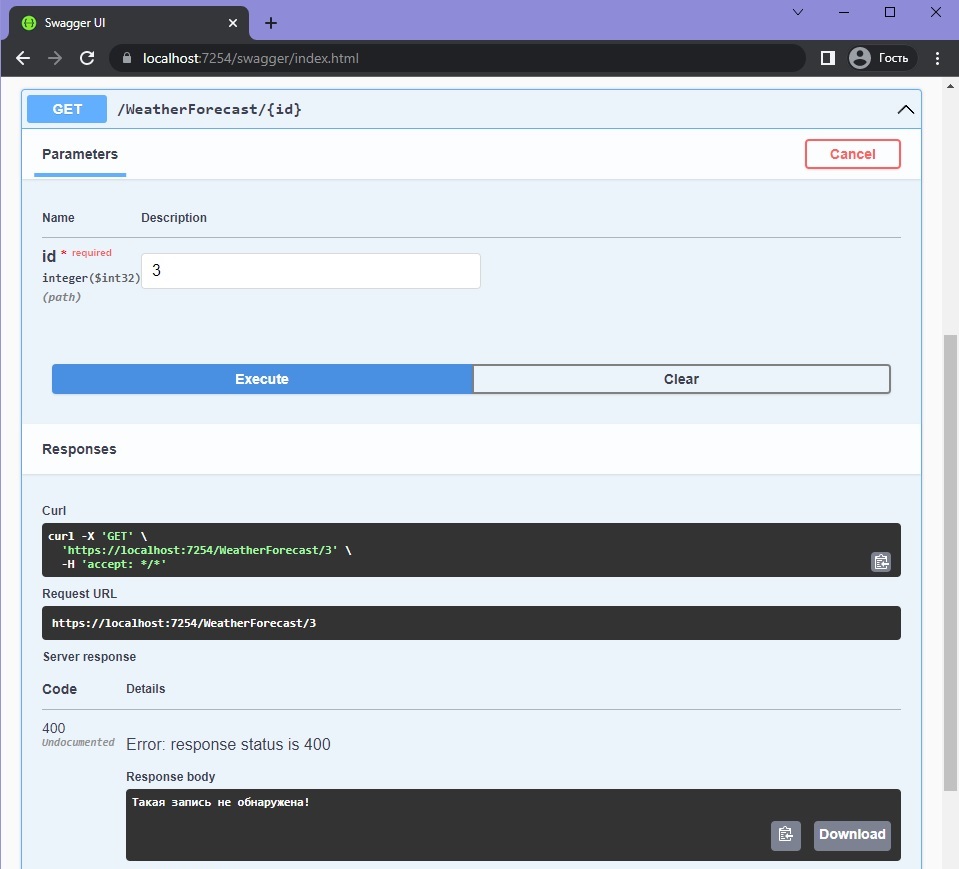 Swagger UI
localhost:7254/swagger/index.html
Гость
GET /WeatherForecast/{id}
Parameters
Cancel
Name Description
id * required
integer($int32)
(path)
3
Execute Clear
Responses
Curl
curl -X 'GET' \
'https://localhost:7254/WeatherForecast/3' \
-H 'accept: */*'
Request URL
https://localhost:7254/WeatherForecast/3
Server response
Code Details
400
Undocumented
Error: response status is 400
Response body
Такая запись не обнаружена!
Download